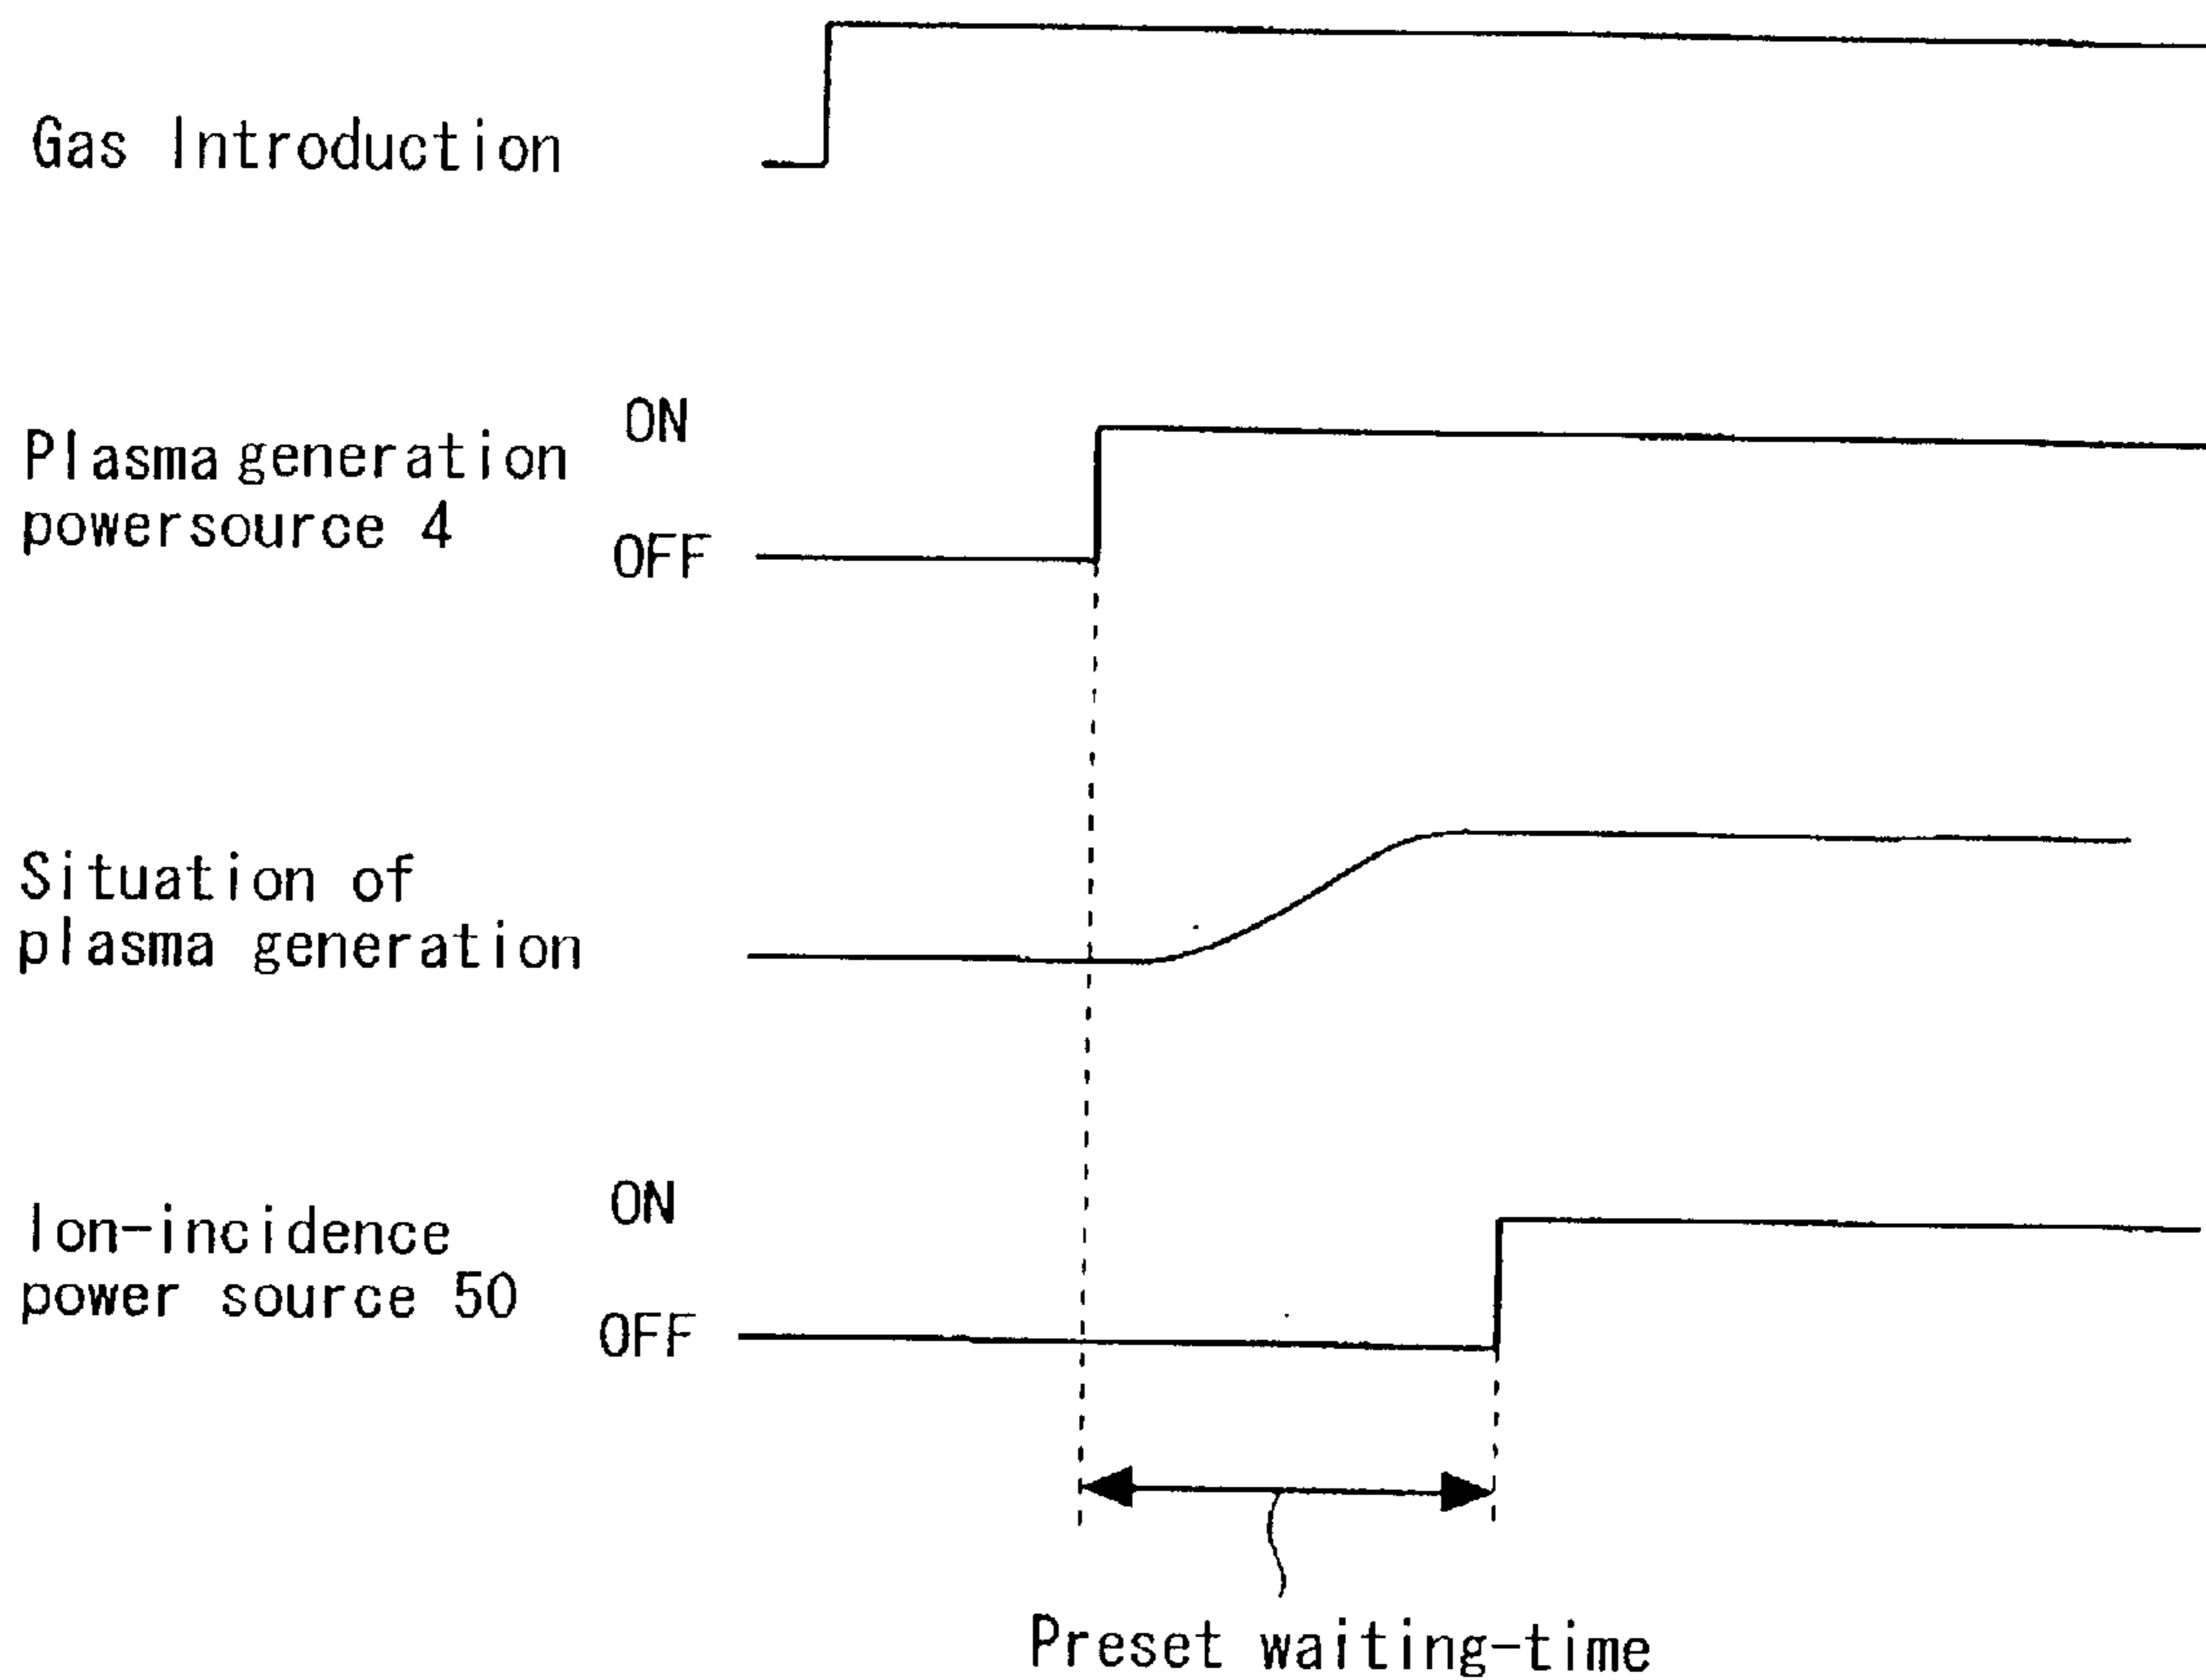 Gas Introduction
ON
Plasma generation
powersource 4
OFF
Situation of
plasma generation
ON
Ion-incidence
power source 50
OFF
Preset waiting-time